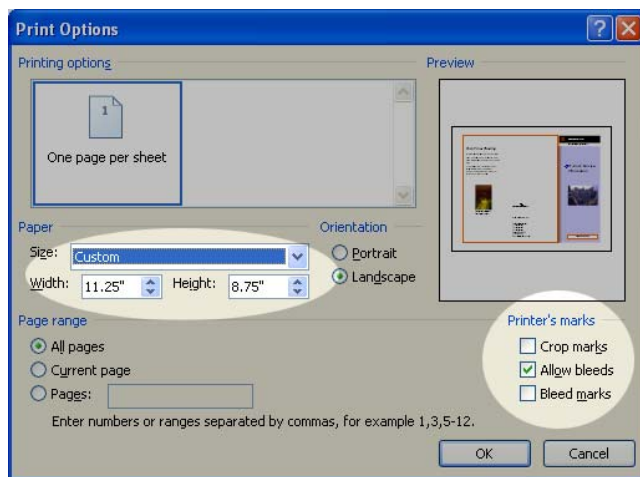 Print Options
Printing options
Preview
1
One page per sheet
Paper
Orientation
Size: Custom
Portrait
Width: 11.25" Height: 8.75"
Landscape
Page range
Printer's marks
All pages
Crop marks
Current page
Allow bleeds
Pages:
Bleed marks
Enter numbers or ranges separated by commas, for example 1,3,5-12.
OK Cancel